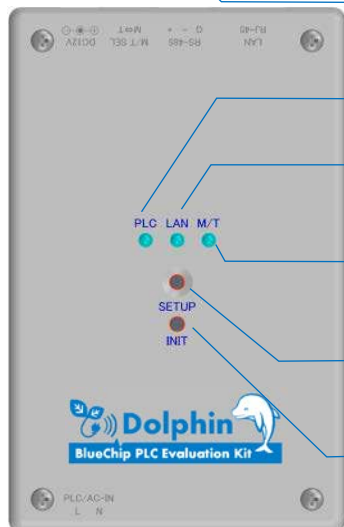 LAN RS-485 M/T SEL DC12V
RJ-45 + - G M⇔T
PLC LAN M/T
SETUP
INIT
Dolphin
BlueChip PLC Evaluation Kit
PLC/AC-IN
L N